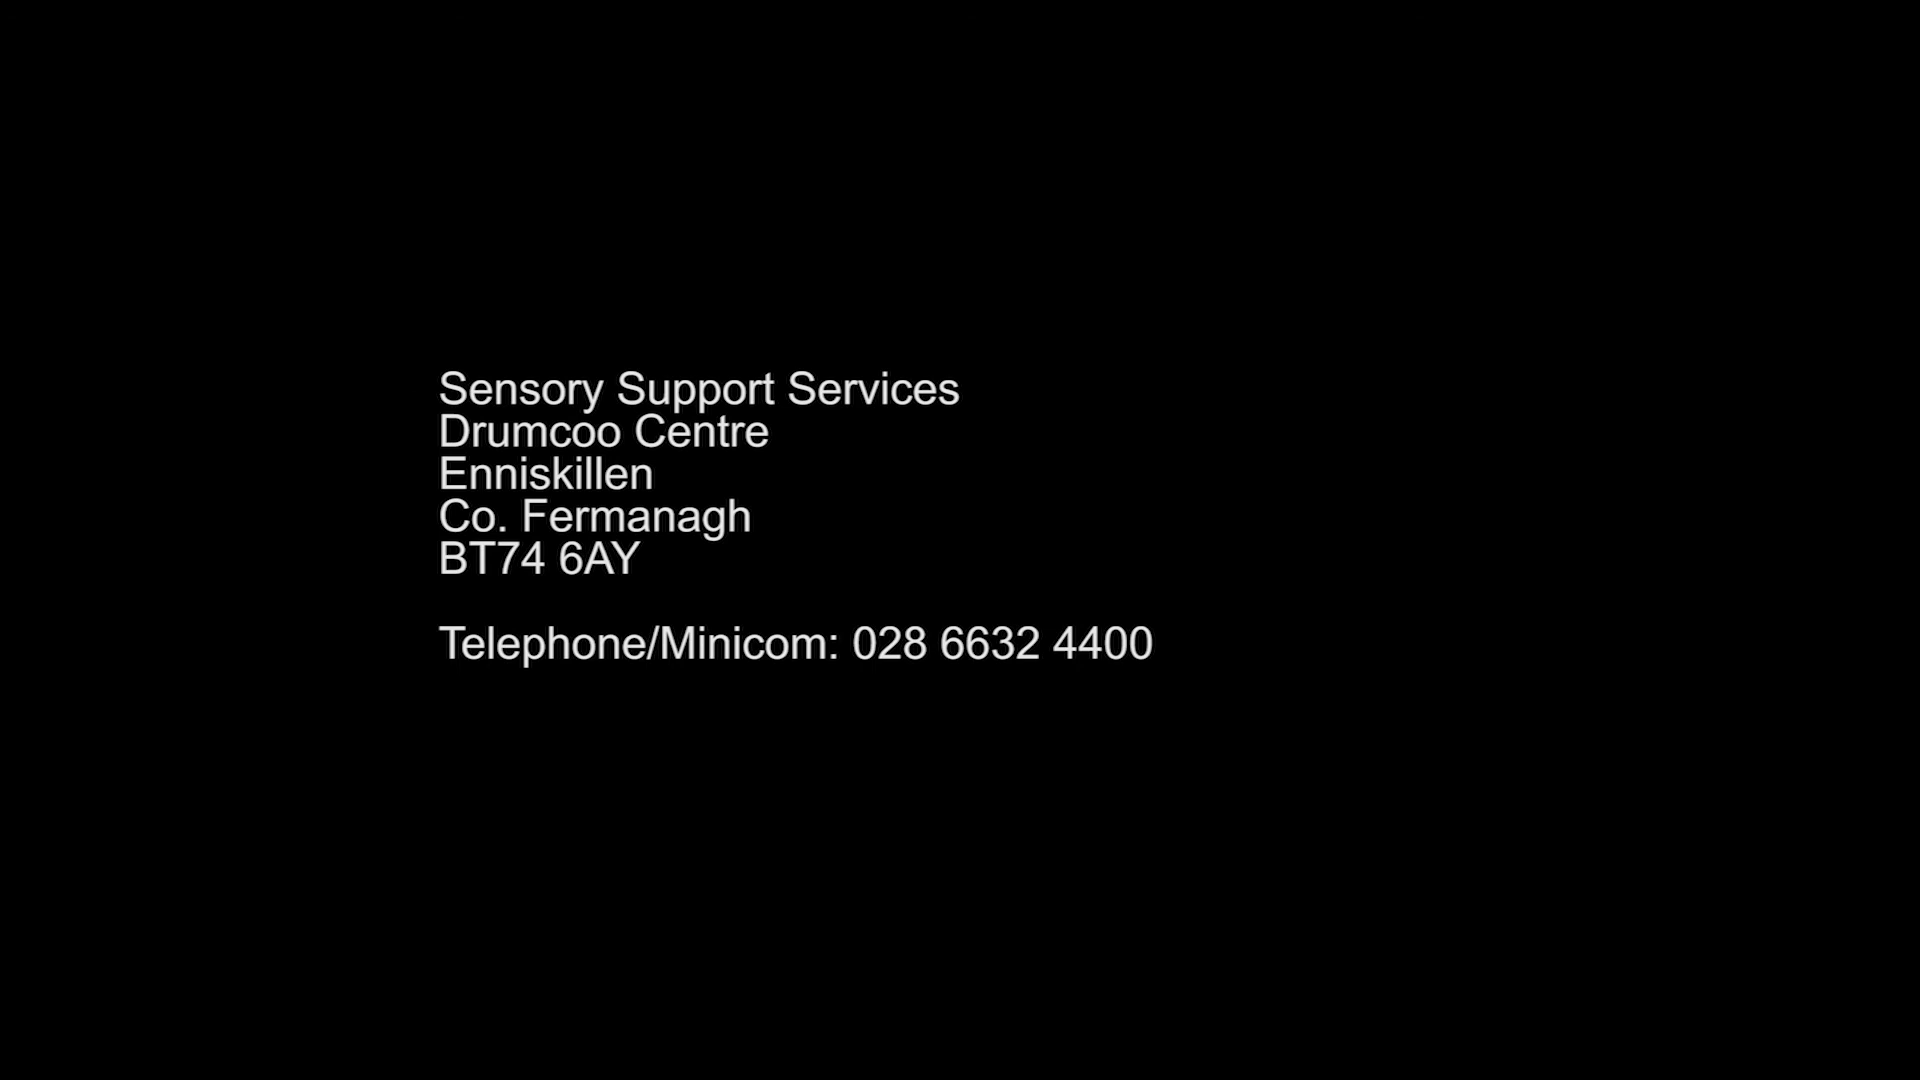 Sensory Support Services
Drumcoo Centre
Enniskillen
Co. Fermanagh
BT74 6AY
Telephone/Minicom: 028 6632 4400